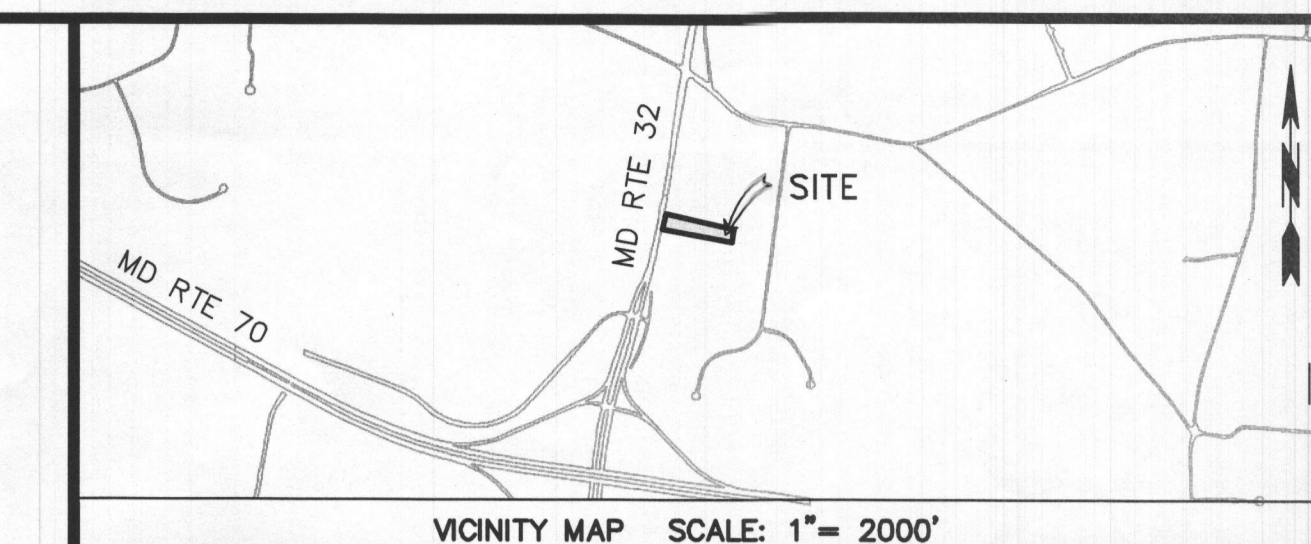 MD RTE 32
SITE
N
MD RTE 70
VICINITY MAP SCALE: 1"= 2000'